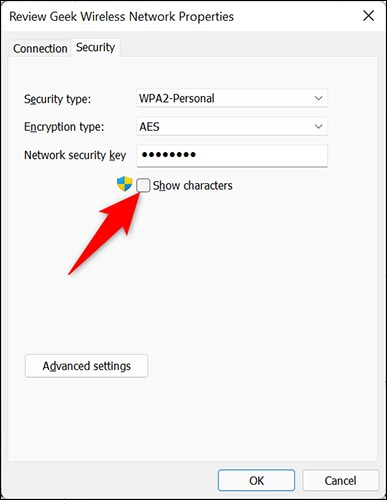 Review Geek Wireless Network Properties
Connection Security
Security type: WPA2-Personal
Encryption type: AES
Network security key ••••••••
Show characters
Advanced settings
OK Cancel